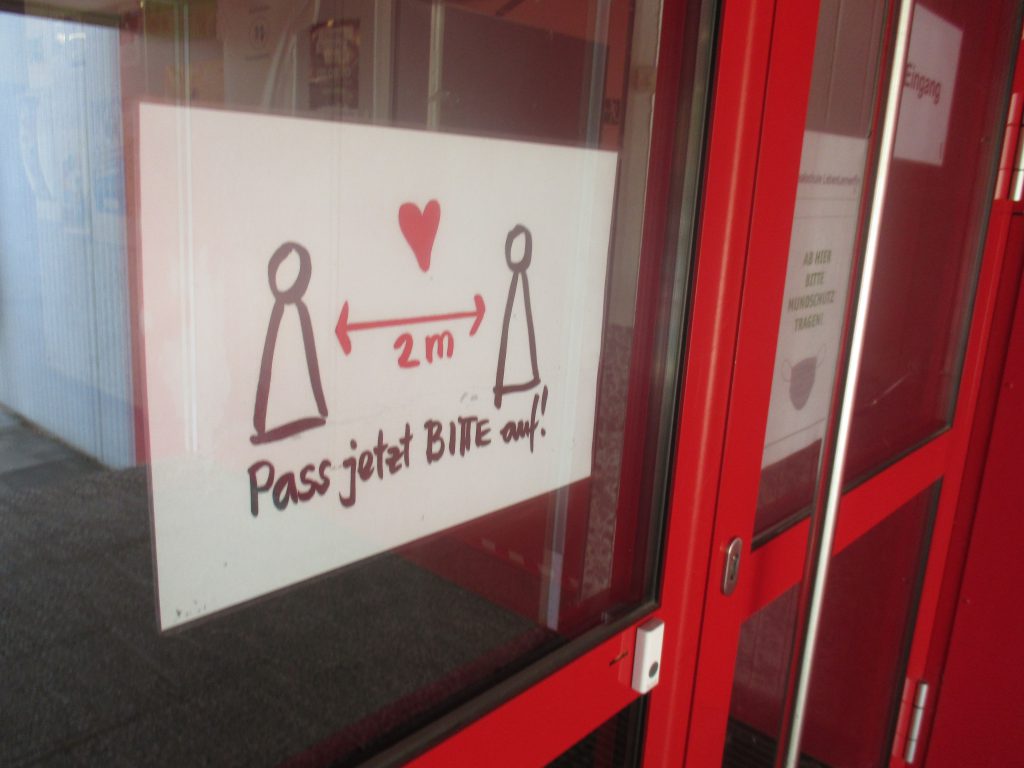 2m
Pass jetzt BITTE auf!
Eingang
AB HIER
BITTE
MUNDSCHUTZ
TRAGEN!